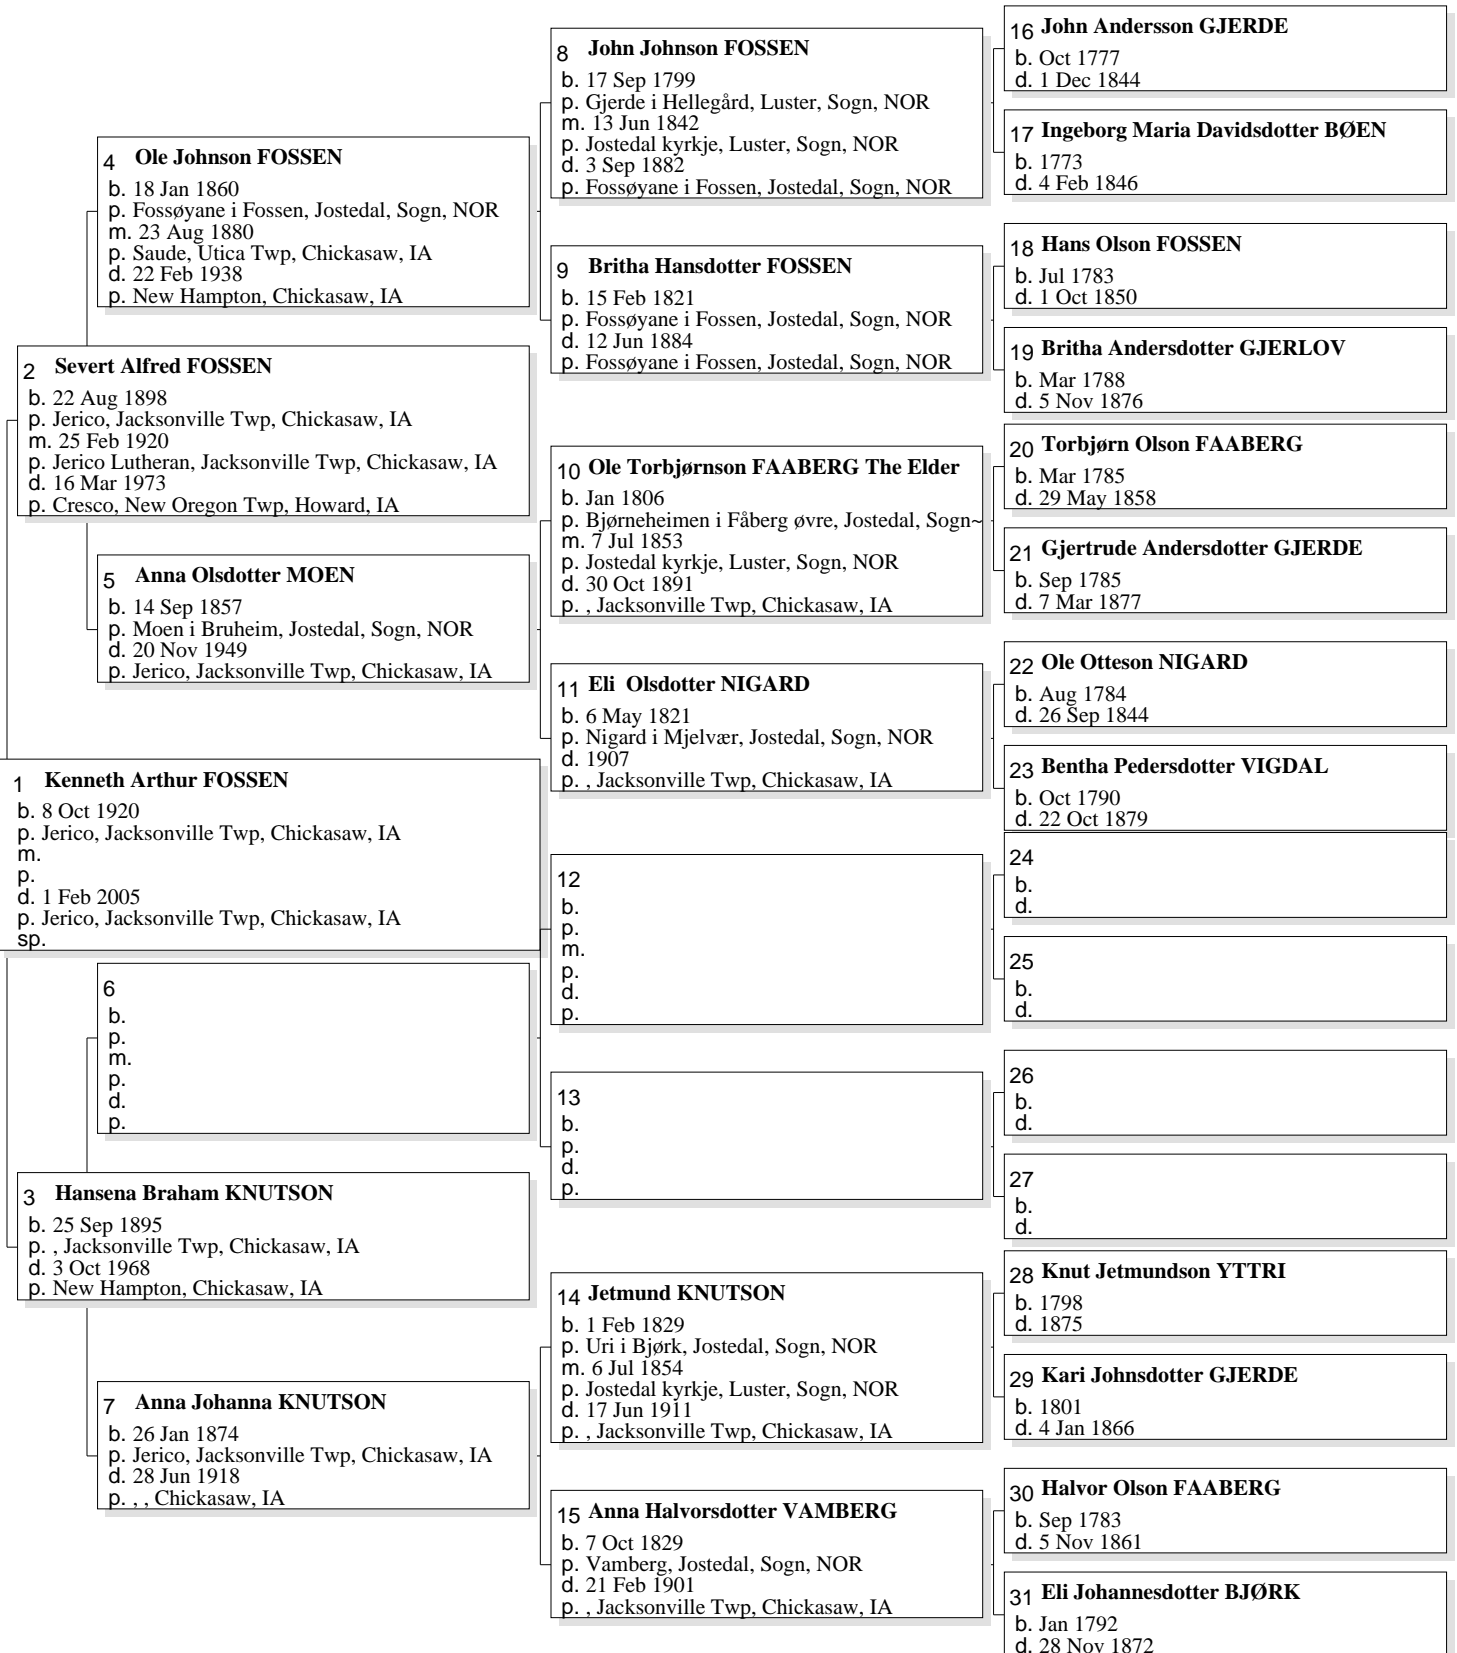 1 Kenneth Arthur FOSSEN
b. 8 Oct 1920
p. Jerico, Jacksonville Twp, Chickasaw, IA
m.
p.
d. 1 Feb 2005
p. Jerico, Jacksonville Twp, Chickasaw, IA
sp.
2 Severt Alfred FOSSEN
b. 22 Aug 1898
p. Jerico, Jacksonville Twp, Chickasaw, IA
m. 25 Feb 1920
p. Jerico Lutheran, Jacksonville Twp, Chickasaw, IA
d. 16 Mar 1973
p. Cresco, New Oregon Twp, Howard, IA
3 Hansena Braham KNUTSON
b. 25 Sep 1895
p. , Jacksonville Twp, Chickasaw, IA
d. 3 Oct 1968
p. New Hampton, Chickasaw, IA
4 Ole Johnson FOSSEN
b. 18 Jan 1860
p. Fossøyane i Fossen, Jostedal, Sogn, NOR
m. 23 Aug 1880
p. Saude, Utica Twp, Chickasaw, IA
d. 22 Feb 1938
p. New Hampton, Chickasaw, IA
5 Anna Olsdotter MOEN
b. 14 Sep 1857
p. Moen i Bruheim, Jostedal, Sogn, NOR
d. 20 Nov 1949
p. Jerico, Jacksonville Twp, Chickasaw, IA
6
b.
p.
m.
p.
d.
p.
7 Anna Johanna KNUTSON
b. 26 Jan 1874
p. Jerico, Jacksonville Twp, Chickasaw, IA
d. 28 Jun 1918
p. , , Chickasaw, IA
8 John Johnson FOSSEN
b. 17 Sep 1799
p. Gjerde i Hellegård, Luster, Sogn, NOR
m. 13 Jun 1842
p. Jostedal kyrkje, Luster, Sogn, NOR
d. 3 Sep 1882
p. Fossøyane i Fossen, Jostedal, Sogn, NOR
9 Britha Hansdotter FOSSEN
b. 15 Feb 1821
p. Fossøyane i Fossen, Jostedal, Sogn, NOR
d. 12 Jun 1884
p. Fossøyane i Fossen, Jostedal, Sogn, NOR
10 Ole Torbjørnson FAABERG The Elder
b. Jan 1806
p. Bjørneheimen i Fåberg øvre, Jostedal, Sogn~
m. 7 Jul 1853
p. Jostedal kyrkje, Luster, Sogn, NOR
d. 30 Oct 1891
p. , Jacksonville Twp, Chickasaw, IA
11 Eli Olsdotter NIGARD
b. 6 May 1821
p. Nigard i Mjelvær, Jostedal, Sogn, NOR
d. 1907
p. , Jacksonville Twp, Chickasaw, IA
12
b.
p.
m.
p.
d.
p.
13
b.
p.
d.
p.
14 Jetmund KNUTSON
b. 1 Feb 1829
p. Uri i Bjørk, Jostedal, Sogn, NOR
m. 6 Jul 1854
p. Jostedal kyrkje, Luster, Sogn, NOR
d. 17 Jun 1911
p. , Jacksonville Twp, Chickasaw, IA
15 Anna Halvorsdotter VAMBERG
b. 7 Oct 1829
p. Vamberg, Jostedal, Sogn, NOR
d. 21 Feb 1901
p. , Jacksonville Twp, Chickasaw, IA
16 John Andersson GJERDE
b. Oct 1777
d. 1 Dec 1844
17 Ingeborg Maria Davidsdotter BØEN
b. 1773
d. 4 Feb 1846
18 Hans Olson FOSSEN
b. Jul 1783
d. 1 Oct 1850
19 Britha Andersdotter GJERLOV
b. Mar 1788
d. 5 Nov 1876
20 Torbjørn Olson FAABERG
b. Mar 1785
d. 29 May 1858
21 Gjertrude Andersdotter GJERDE
b. Sep 1785
d. 7 Mar 1877
22 Ole Otteson NIGARD
b. Aug 1784
d. 26 Sep 1844
23 Bentha Pedersdotter VIGDAL
b. Oct 1790
d. 22 Oct 1879
24
b.
d.
25
b.
d.
26
b.
d.
27
b.
d.
28 Knut Jetmundson YTTRI
b. 1798
d. 1875
29 Kari Johnsdotter GJERDE
b. 1801
d. 4 Jan 1866
30 Halvor Olson FAABERG
b. Sep 1783
d. 5 Nov 1861
31 Eli Johannesdotter BJØRK
b. Jan 1792
d. 28 Nov 1872